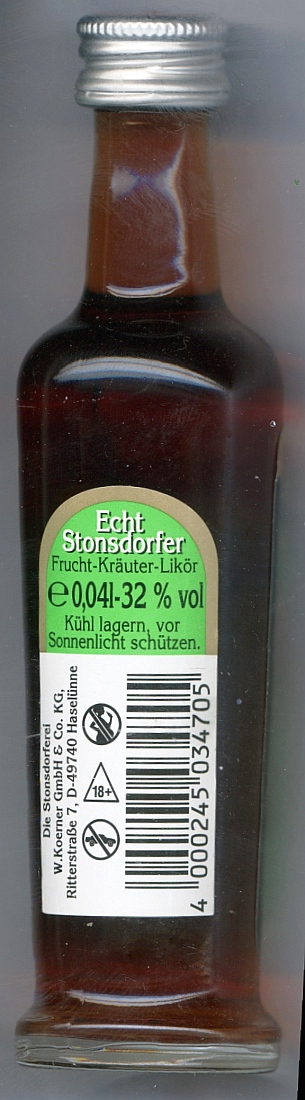 Echt
Stonsdorfer
Frucht-Kräuter-Likör
℮ 0,04l-32 % vol
Kühl lagern, vor
Sonnenlicht schützen.
Die Stonsdorferei
W.Koerner GmbH & Co. KG,
Ritterstraße 7, D-49740 Haselünne
18+
4 000245 034705